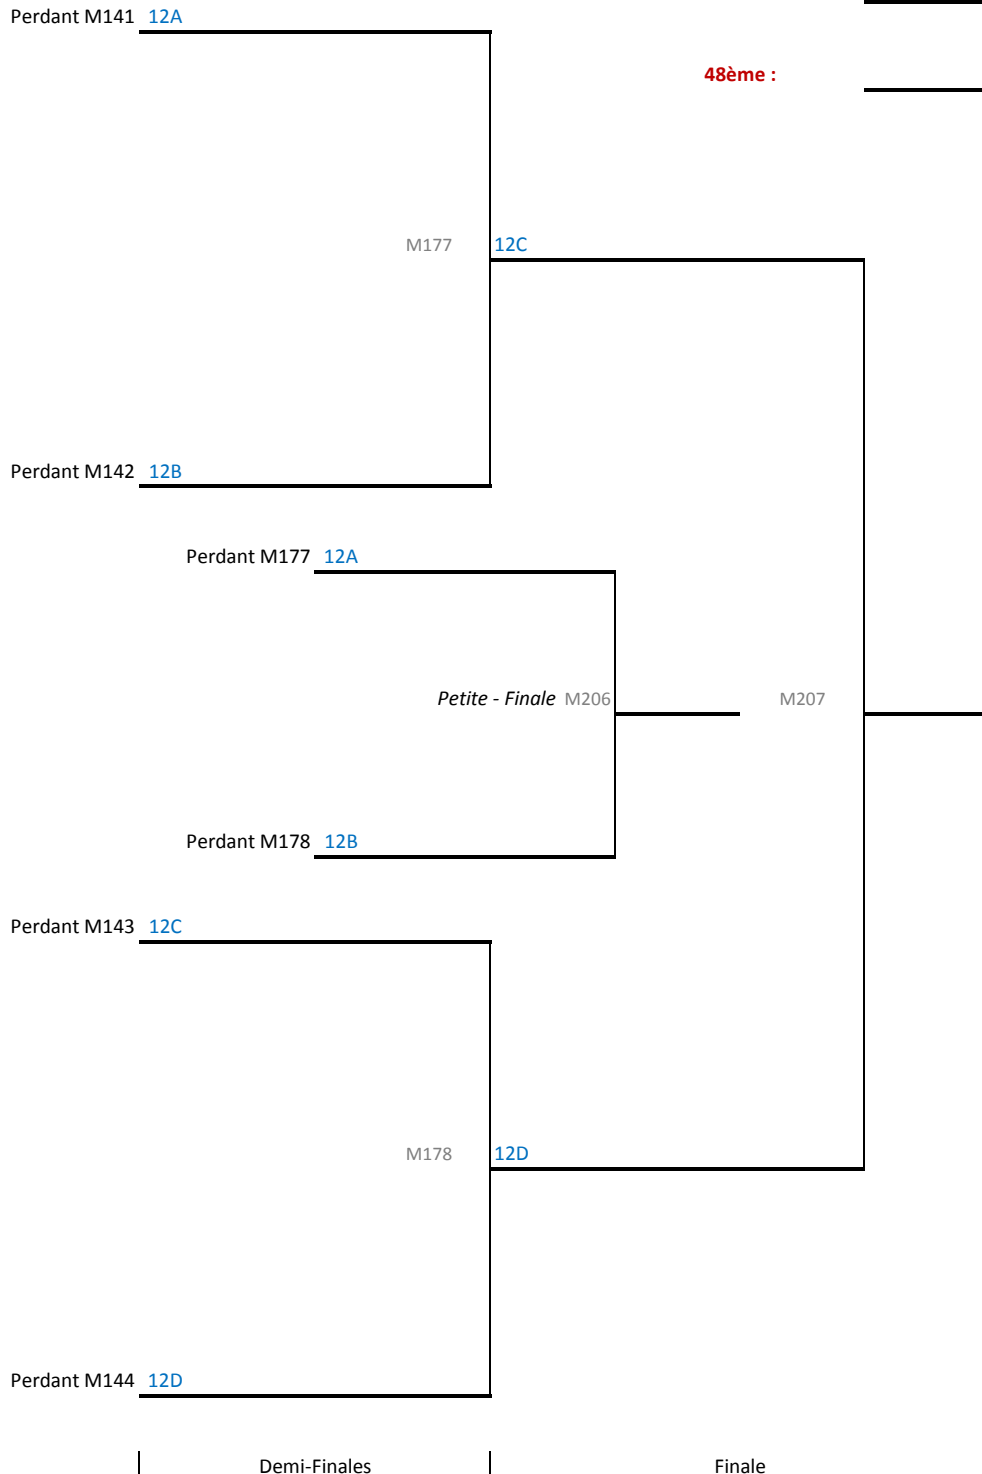 Perdant M141 12A
48ème :
M177 12C
Perdant M142 12B
Perdant M177 12A
Petite - Finale M206 M207
Perdant M178 12B
Perdant M143 12C
M178 12D
Perdant M144 12D
Demi-Finales Finale